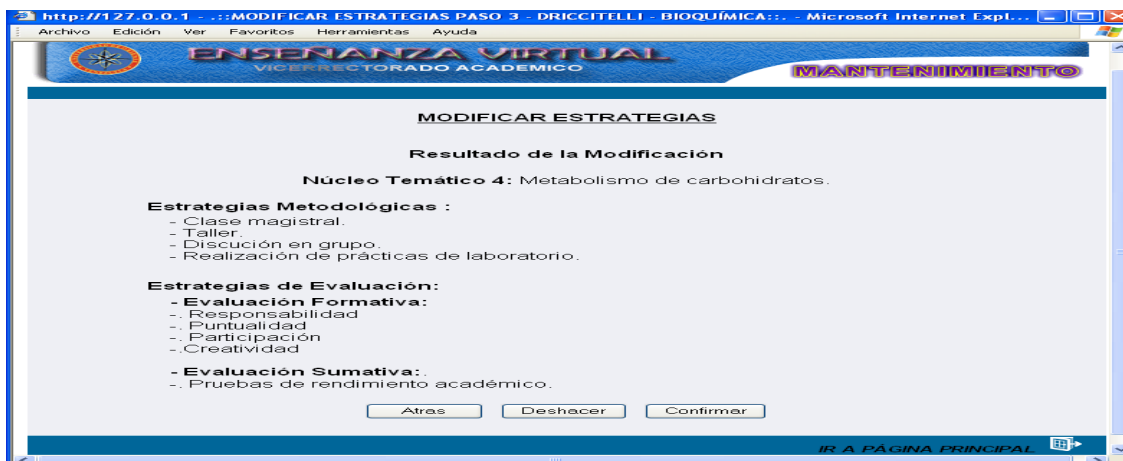 http://127.0.0.1 - .::MODIFICAR ESTRATEGIAS PASO 3 - DRICCITELLI - BIOQUÍMICA::. - Microsoft Internet Expl...
Archivo Edición Ver Favoritos Herramientas Ayuda
ENSEÑANZA VIRTUAL
VICERRECTORADO ACADEMICO
MANTENIMIENTO
MODIFICAR ESTRATEGIAS
Resultado de la Modificación
Núcleo Temático 4: Metabolismo de carbohidratos.
Estrategias Metodológicas :
- Clase magistral.
- Taller.
- Discución en grupo.
- Realización de prácticas de laboratorio.
Estrategias de Evaluación:
- Evaluación Formativa:
-. Responsabilidad
-. Puntualidad
-. Participación
-.Creatividad
- Evaluación Sumativa:.
-. Pruebas de rendimiento académico.
Atras Deshacer Confirmar
IR A PÁGINA PRINCIPAL